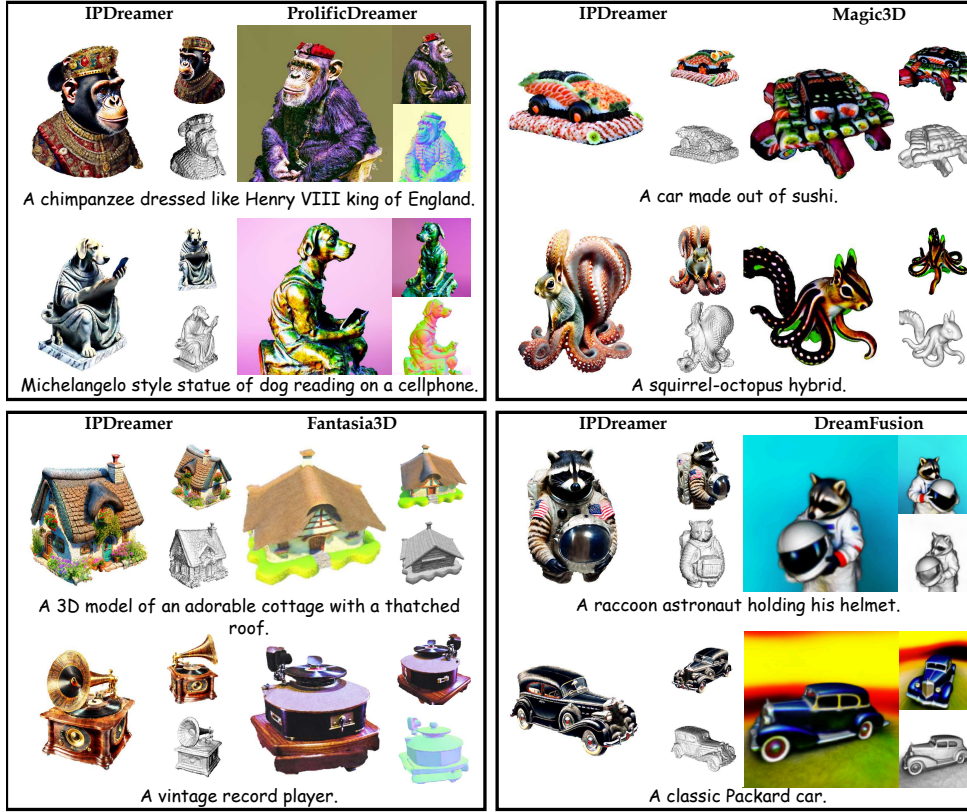 IPDreamer
ProlificDreamer
A chimpanzee dressed like Henry VIII king of England.
Michelangelo style statue of dog reading on a cellphone.
IPDreamer
Magic3D
A car made out of sushi.
A squirrel-octopus hybrid.
IPDreamer
Fantasia3D
A 3D model of an adorable cottage with a thatched
roof.
A vintage record player.
IPDreamer
DreamFusion
A raccoon astronaut holding his helmet.
A classic Packard car.